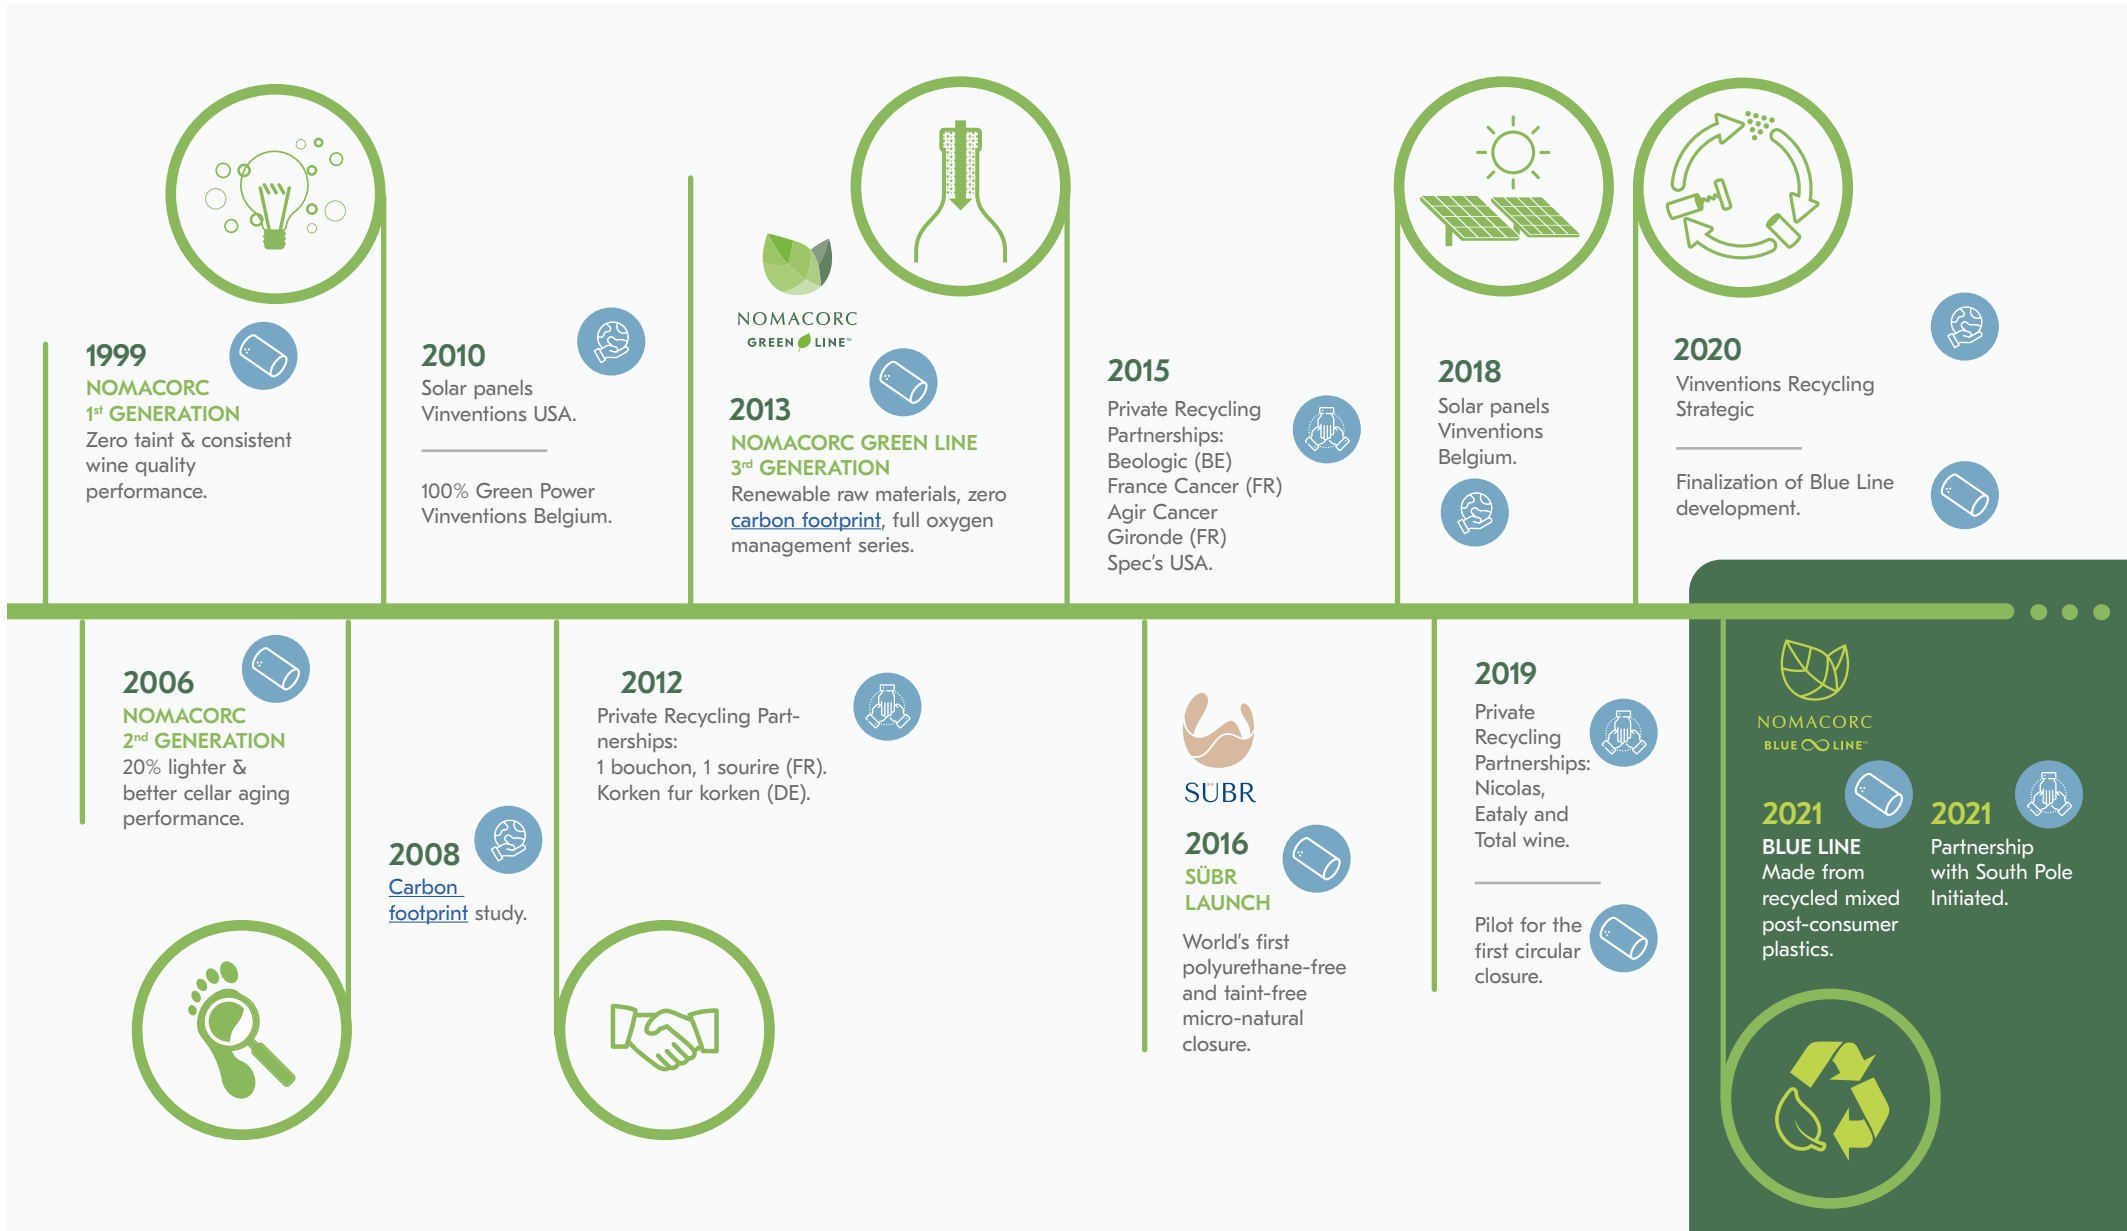 1999
NOMACORC
1st GENERATION
Zero taint & consistent
wine quality
performance.
2010
Solar panels
Vinventions USA.
100% Green Power
Vinventions Belgium.
NOMACORC
GREEN LINE™
2013
NOMACORC GREEN LINE
3rd GENERATION
Renewable raw materials, zero
carbon footprint, full oxygen
management series.
2015
Private Recycling
Partnerships:
Beologic (BE)
France Cancer (FR)
Agir Cancer
Gironde (FR)
Spec's USA.
2018
Solar panels
Vinventions
Belgium.
2020
Vinventions Recycling
Strategic
Finalization of Blue Line
development.
2006
NOMACORC
2nd GENERATION
20% lighter &
better cellar aging
performance.
2008
Carbon
footprint study.
2012
Private Recycling Part-
nerships:
1 bouchon, 1 sourire (FR).
Korken fur korken (DE).
SÜBR
2016
SÜBR
LAUNCH
World's first
polyurethane-free
and taint-free
micro-natural
closure.
2019
Private
Recycling
Partnerships:
Nicolas,
Eataly and
Total wine.
Pilot for the
first circular
closure.
NOMACORC
BLUE LINE™
2021
BLUE LINE
Made from
recycled mixed
post-consumer
plastics.
2021
Partnership
with South Pole
Initiated.